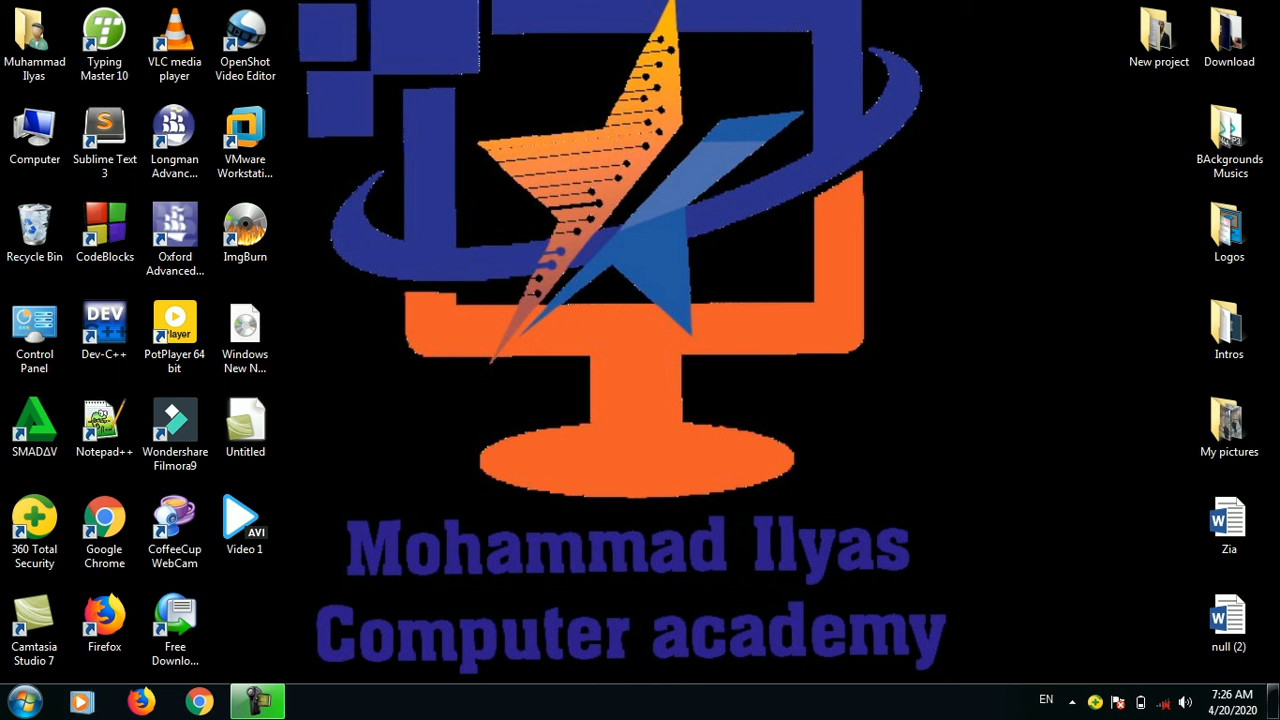 Muhammad
Ilyas
Typing
Master 10
VLC media
player
OpenShot
Video Editor
New project
Download
Computer
Sublime Text
3
Longman
Advanc...
VMware
Workstati...
BAckgrounds
Musics
Recycle Bin
CodeBlocks
Oxford
Advanced...
ImgBurn
Logos
DEV
C++
Player
Control
Panel
Dev-C++
PotPlayer 64
bit
Windows
New N...
Intros
SMADΔV
Notepad++
Wondershare
Filmora9
Untitled
My pictures
AVI
360 Total
Security
Google
Chrome
CoffeeCup
WebCam
Video 1
Zia
Mohammad Ilyas
Computer academy
Camtasia
Studio 7
Firefox
Free
Downlo...
null (2)
EN
7:26 AM
4/20/2020